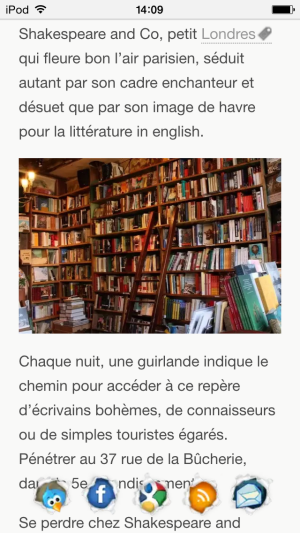 iPod 14:09
Shakespeare and Co, petit Londres
qui fleure bon l'air parisien, séduit
autant par son cadre enchanteur et
désuet que par son image de havre
pour la littérature in english.
Chaque nuit, une guirlande indique le
chemin pour accéder à ce repère
d'écrivains bohèmes, de connaisseurs
ou de simples touristes égarés.
Pénétrer au 37 rue de la Bûcherie,
5e
Se perdre chez Shakespeare and